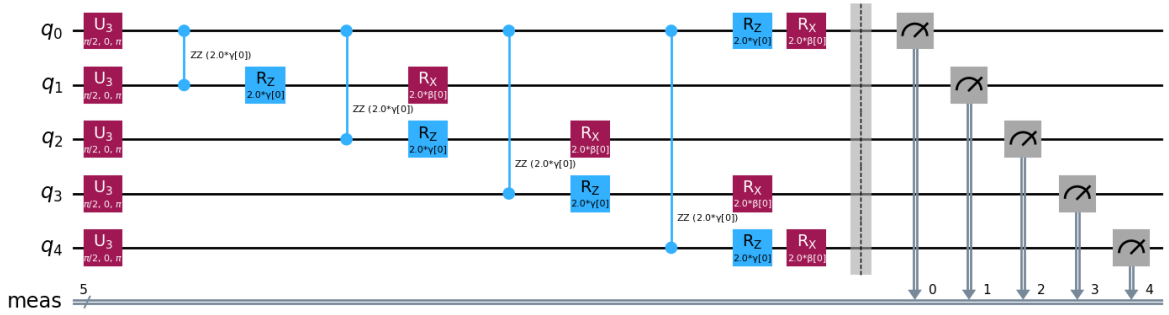 q0 U3 π/2, 0, π ZZ (2.0*γ[0]) RZ 2.0*γ[0] RX 2.0*β[0]
q1 U3 π/2, 0, π RZ 2.0*γ[0] ZZ (2.0*γ[0]) RX 2.0*β[0]
q2 U3 π/2, 0, π RZ 2.0*γ[0] ZZ (2.0*γ[0]) RX 2.0*β[0]
q3 U3 π/2, 0, π RZ 2.0*γ[0] ZZ (2.0*γ[0]) RX 2.0*β[0]
q4 U3 π/2, 0, π RZ 2.0*γ[0] RX 2.0*β[0]
meas 5 0 1 2 3 4